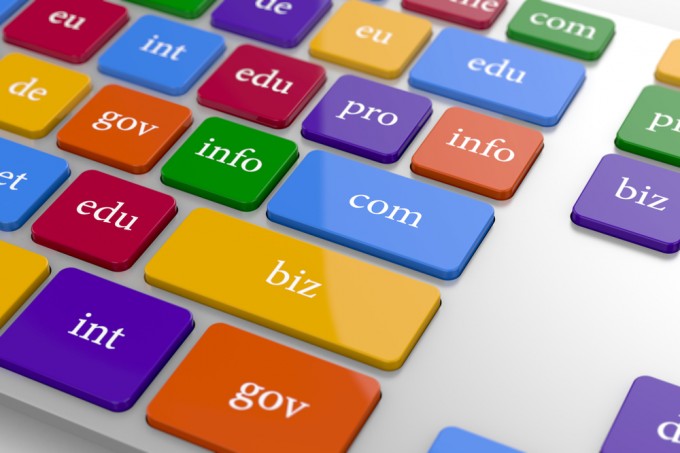 com
de
eu
edu
pr
eu
int
edu
pro
info
biz
de
gov
info
com
et
edu
biz
int
gov